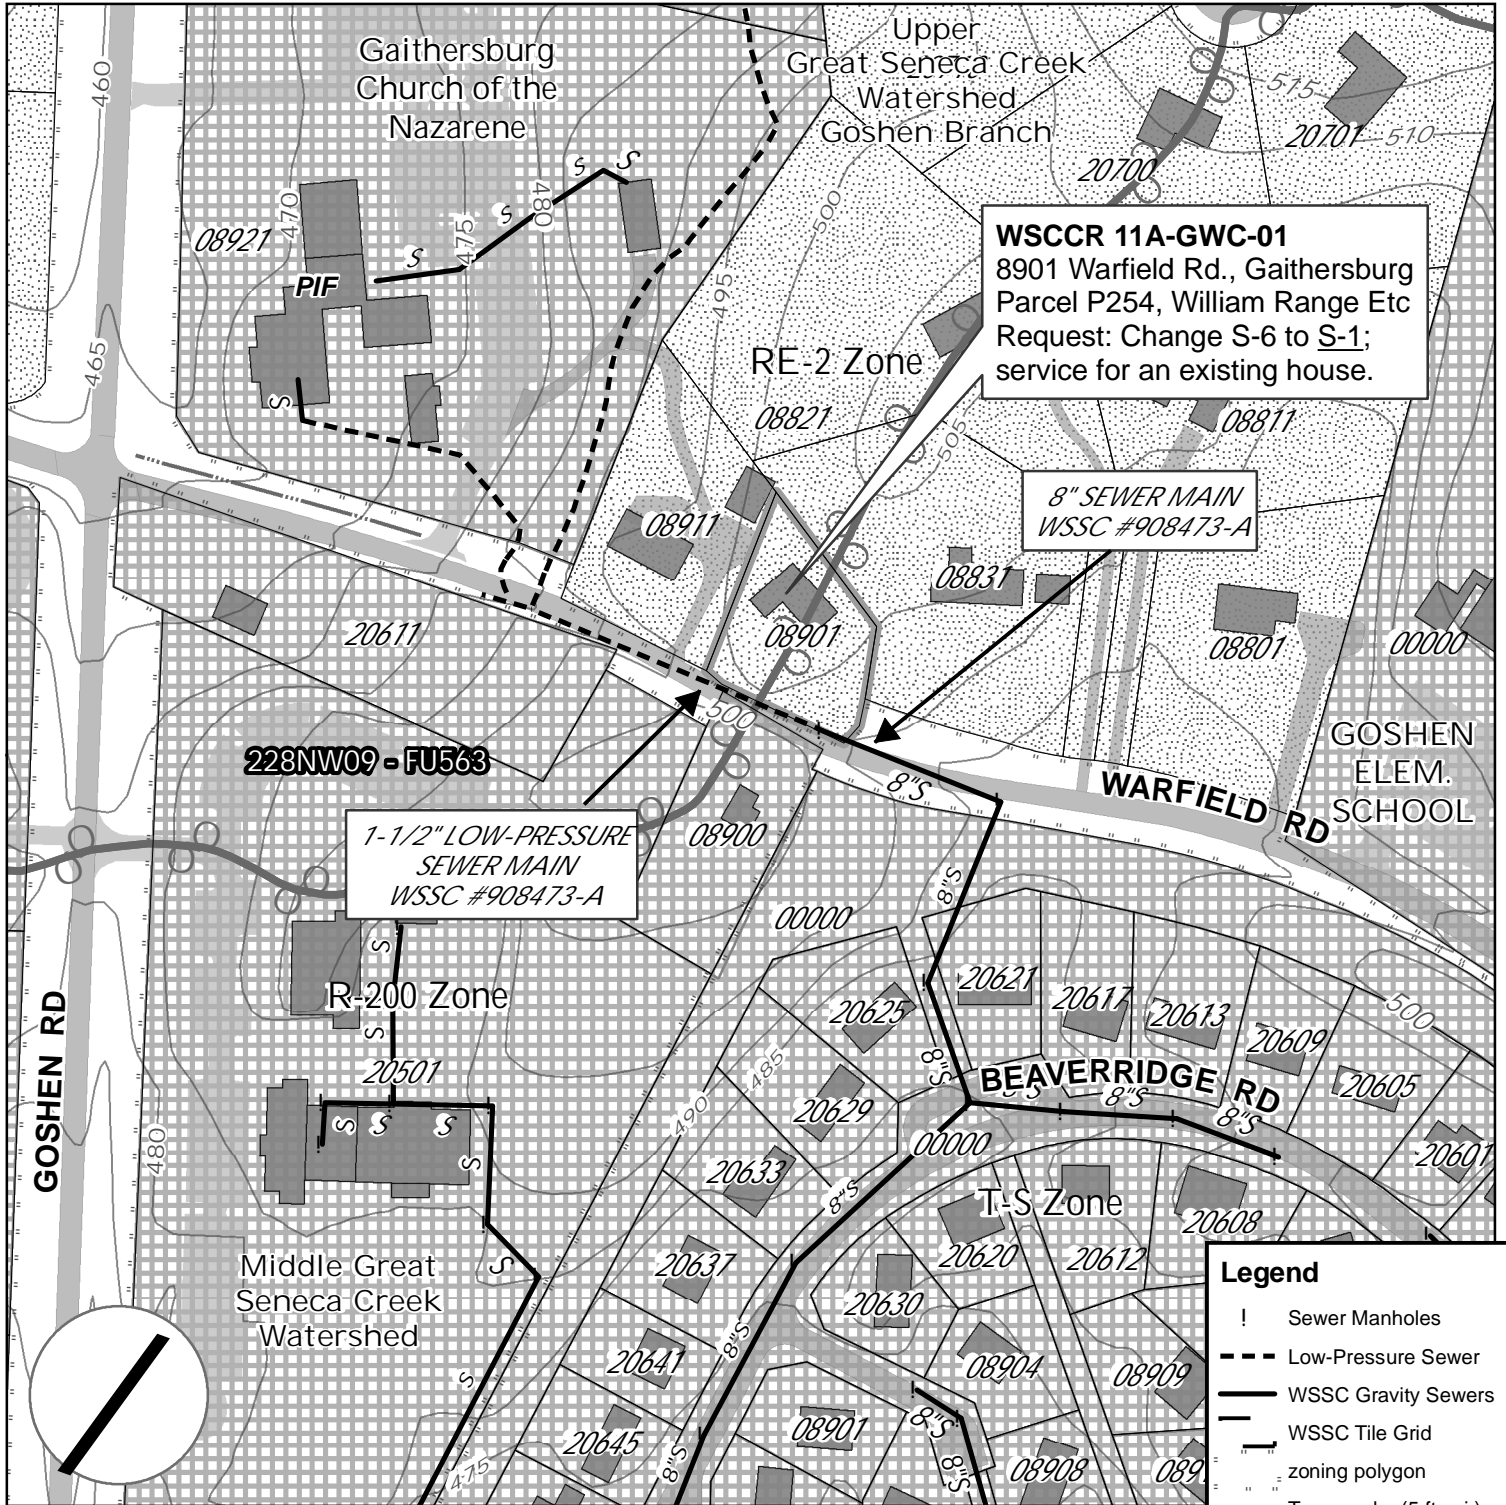 Gaithersburg
Church of the
Nazarene
Upper
Great Seneca Creek
Watershed
Goshen Branch
460
515
510
20701
20700
470
480
475
08921
PIF
500
495
465
WSCCR 11A-GWC-01
8901 Warfield Rd., Gaithersburg
Parcel P254, William Range Etc
Request: Change S-6 to S-1;
service for an existing house.
RE-2 Zone
08821
505
08811
8" SEWER MAIN
WSSC #908473-A
08911
08831
08901
08801
00000
20611
500
GOSHEN
ELEM.
SCHOOL
228NW09 - FU563
WARFIELD RD
8"S
1-1/2" LOW-PRESSURE
SEWER MAIN
WSSC #908473-A
08900
00000
8"S
S
S
S
S
S
R-200 Zone
20621
20625
20617
20613
20609
500
20605
20601
GOSHEN RD
S
S
20501
485
490
480
8"S
BEAVERRIDGE RD
8"S
8"S
8"S
20629
00000
20633
S
S
S
S
8"S
T-S Zone
20608
20620
20612
20637
20630
Middle Great
Seneca Creek
Watershed
S
S
8"S
20641
08904
08909
20645
08901
8"S
8"S
8"S
08908
475
Legend
Sewer Manholes
Low-Pressure Sewer
WSSC Gravity Sewers
WSSC Tile Grid
zoning polygon